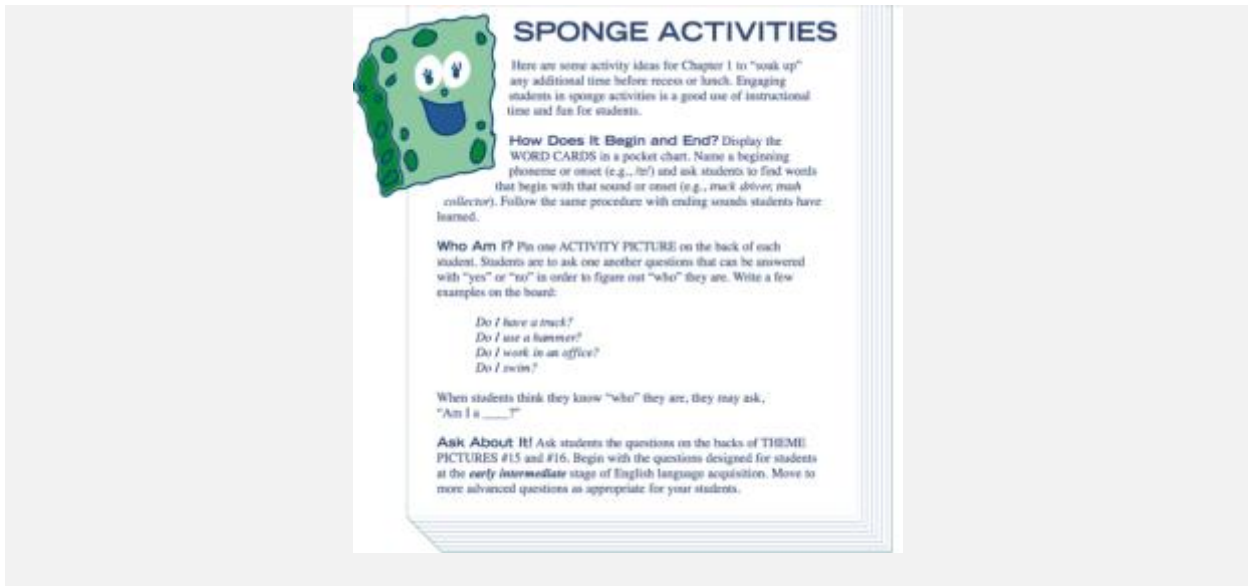 SPONGE ACTIVITIES
Here are some activity ideas for Chapter 1 to “soak up”
any additional time before recess or lunch. Engaging
students in sponge activities is a good use of instructional
time and fun for students.
How Does It Begin and End? Display the
WORD CARDS in a pocket chart. Name a beginning
phoneme or onset (e.g., /tr/) and ask students to find words
that begin with that sound or onset (e.g., truck driver, trash
collector). Follow the same procedure with ending sounds students have
learned.
Who Am I? Pin one ACTIVITY PICTURE on the back of each
student. Students are to ask one another questions that can be answered
with “yes” or “no” in order to figure out “who” they are. Write a few
examples on the board:
Do I have a truck?
Do I use a hammer?
Do I work in an office?
Do I swim?
When students think they know “who” they are, they may ask,
“Am I a ____?”
Ask About It! Ask students the questions on the backs of THEME
PICTURES #15 and #16. Begin with the questions designed for students
at the early intermediate stage of English language acquisition. Move to
more advanced questions as appropriate for your students.